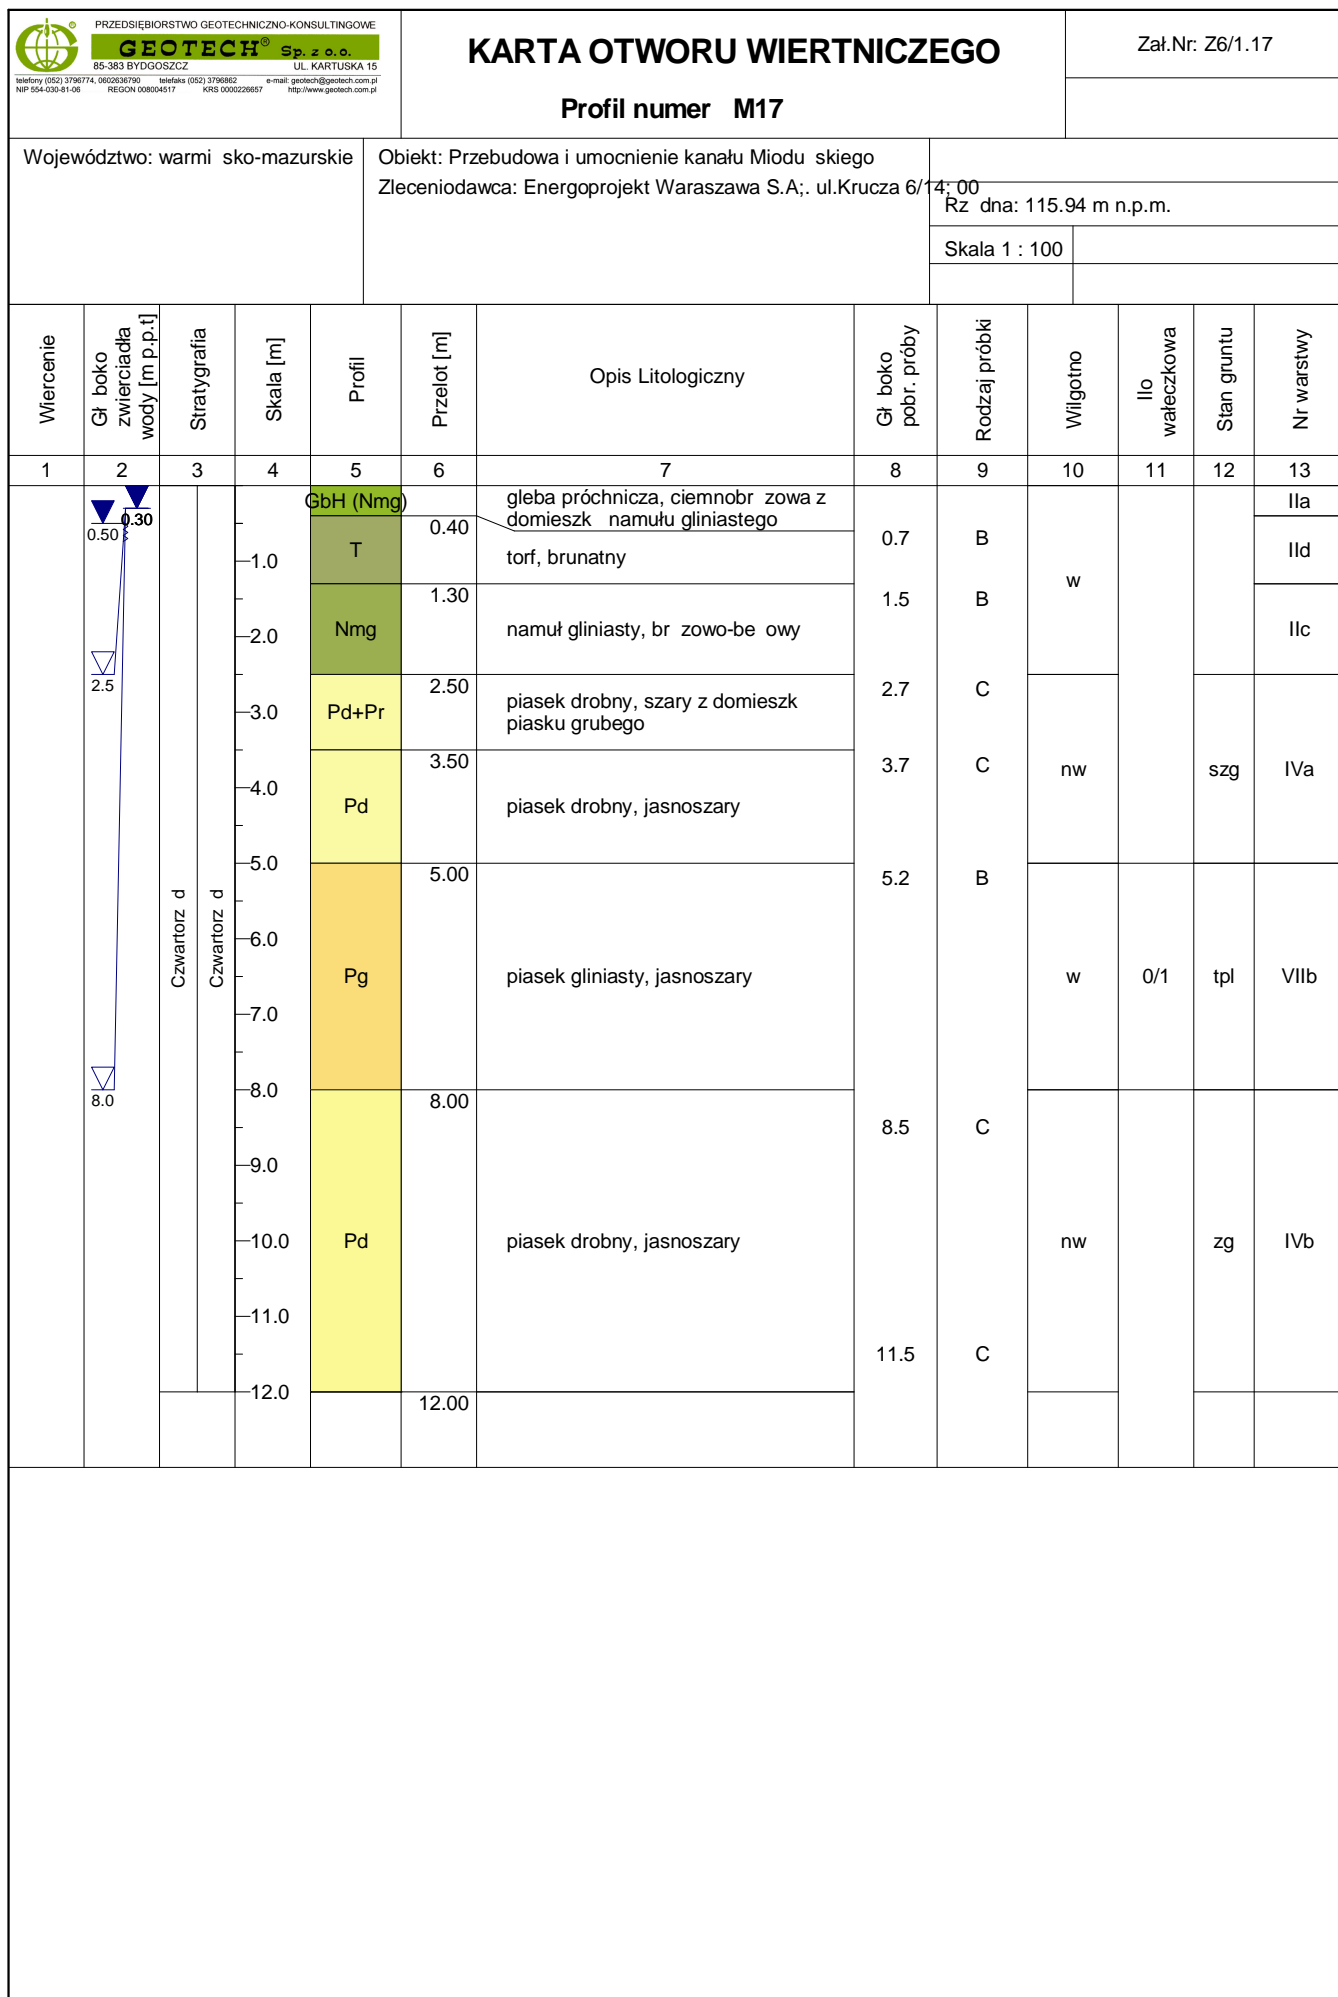 PRZEDSIĘBIORSTWO GEOTECHNICZNO-KONSULTINGOWE
GEOTECH® Sp. z o.o.
85-383 BYDGOSZCZ UL. KARTUSKA 15
telefony (052) 3796774, 0602636790 telefaks (052) 3796862 e-mail: geotech@geotech.com.pl
NIP 554-030-81-06 REGON 008004517 KRS 0000226657 http://www.geotech.com.pl
KARTA OTWORU WIERTNICZEGO
Profil numer M17
Zał.Nr: Z6/1.17
Województwo: warmi sko-mazurskie
Obiekt: Przebudowa i umocnienie kanału Miodu skiego
Zleceniodawca: Energoprojekt Waraszawa S.A;. ul.Krucza 6/14; 00
Rz dna: 115.94 m n.p.m.
Skala 1 : 100
Wiercenie
Gł boko
zwierciadła
wody [m p.p.t]
Stratygrafia
Skala [m]
Profil
Przelot [m]
Opis Litologiczny
Gł boko
pobr. próby
Rodzaj próbki
Wilgotno
Ilo
wałeczkowa
Stan gruntu
Nr warstwy
1 2 3 4 5 6 7 8 9 10 11 12 13
GbH (Nmg)
gleba próchnicza, ciemnobr zowa z
domieszk namułu gliniastego
IIa
0.50
0.30
0.40
1.0
T
torf, brunatny
0.7 B
IId
w
1.30
1.5 B
2.0
Nmg
namuł gliniasty, br zowo-be owy
IIc
2.5
2.50
2.7 C
3.0
Pd+Pr
piasek drobny, szary z domieszk
piasku grubego
3.50
3.7 C
nw szg IVa
4.0
Pd
piasek drobny, jasnoszary
5.0
5.00
5.2 B
Czwartorz d
Czwartorz d
6.0
Pg
piasek gliniasty, jasnoszary
w 0/1 tpl VIIb
7.0
8.0
8.0
8.00
8.5 C
9.0
10.0
Pd
piasek drobny, jasnoszary
nw zg IVb
11.0
11.5 C
12.0
12.00